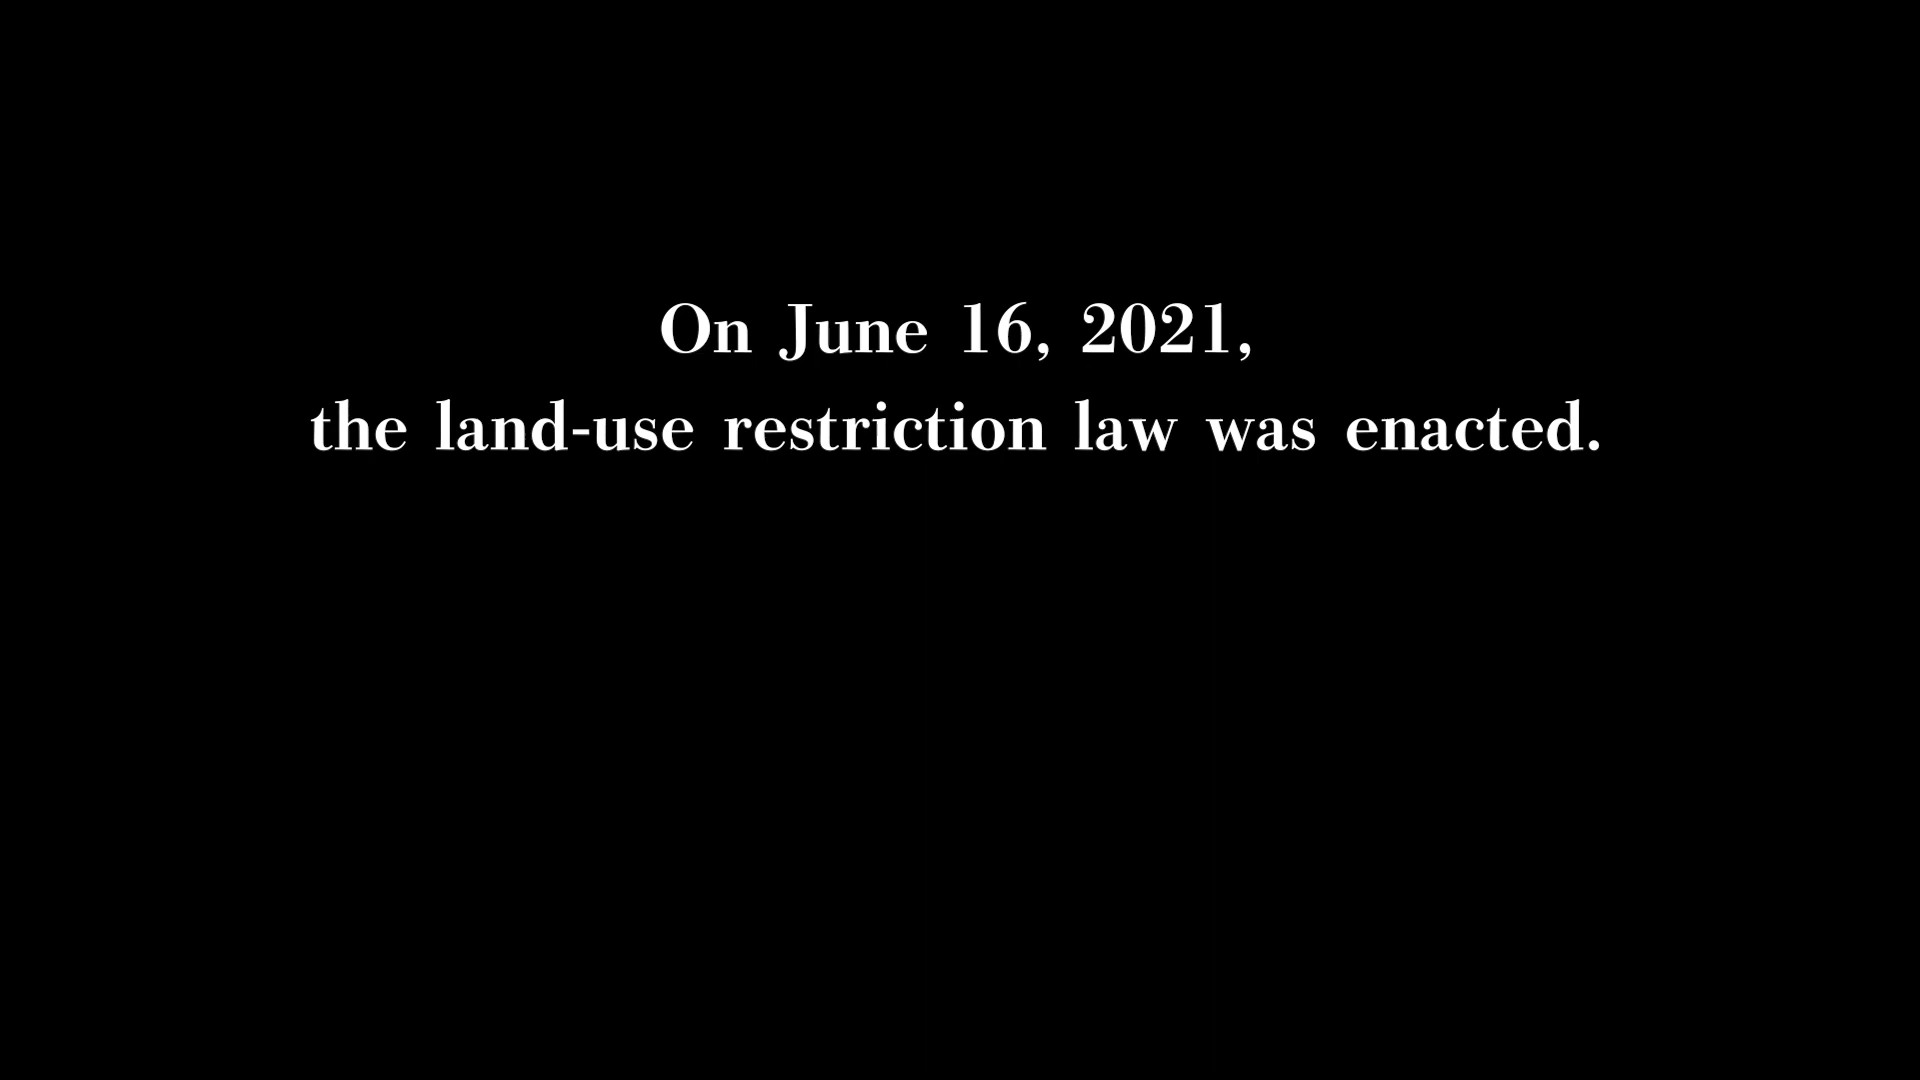 On June 16, 2021,
the land-use restriction law was enacted.